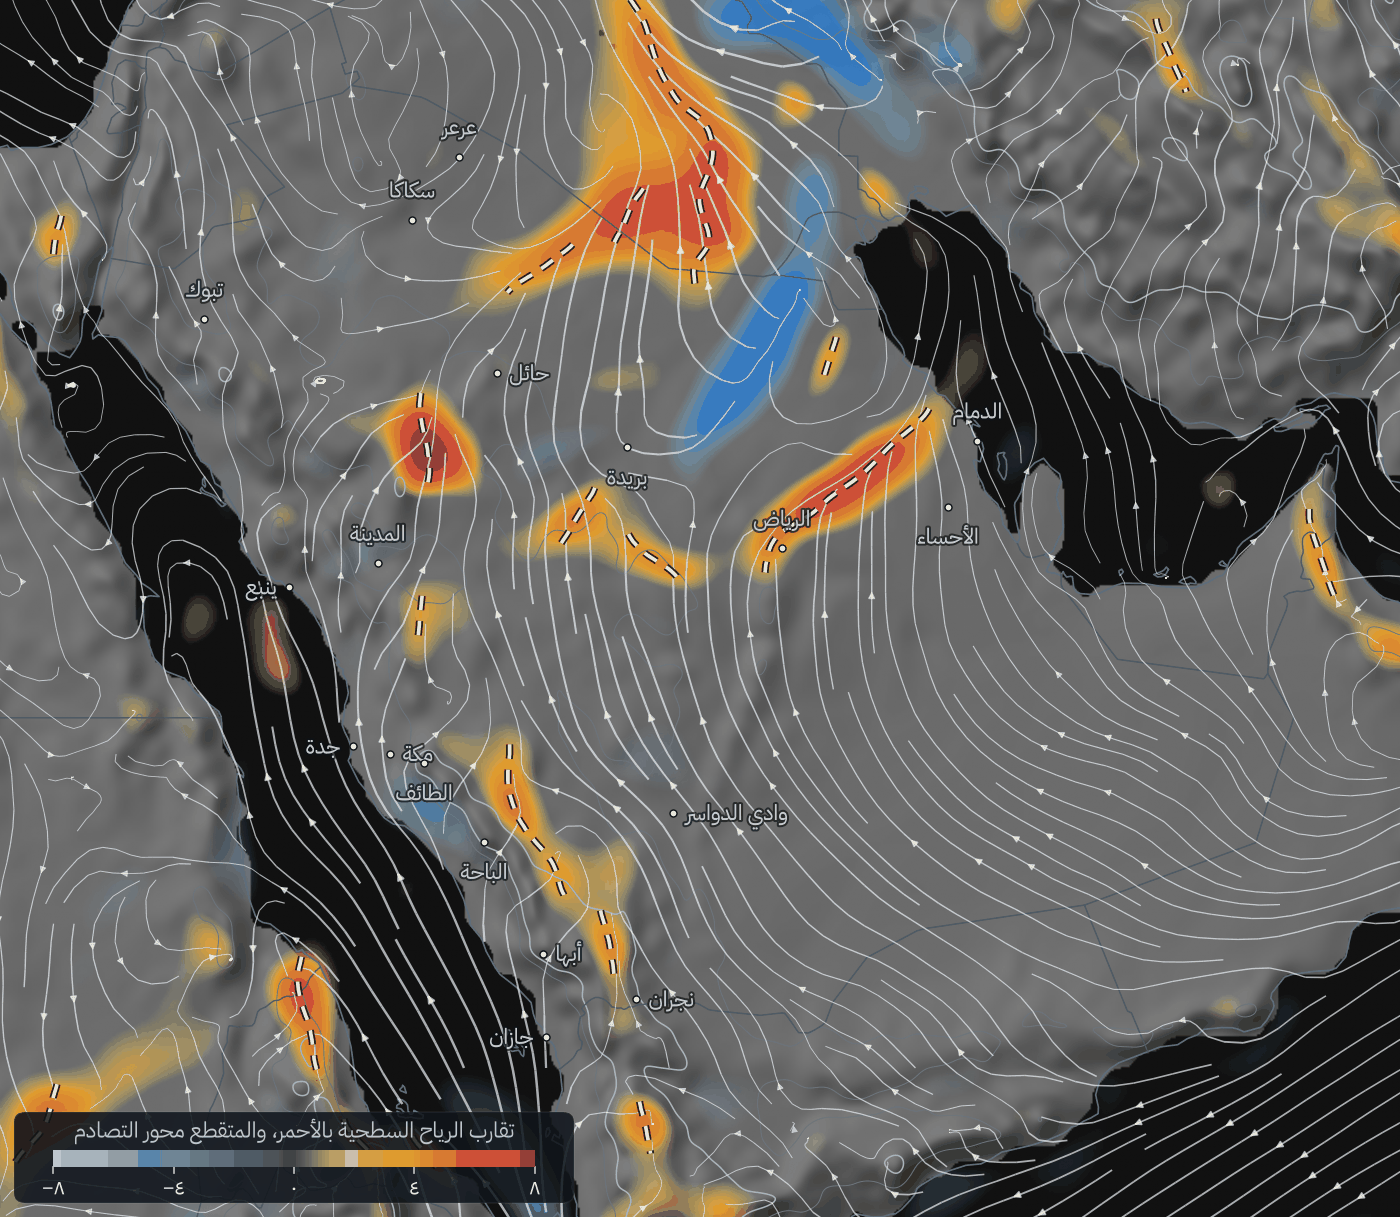 عرعر
سكاكا
تبوك
حائل
الدمام
بريدة
الرياض
المدينة
الأحساء
ينبع
جدة
مكة
الطائف
وادي الدواسر
الباحة
أبها
نجران
جازان
تقارب الرياح السطحية بالأحمر، والمتقطع محور التصادم
−٨ −٤ ٠ ٤ ٨